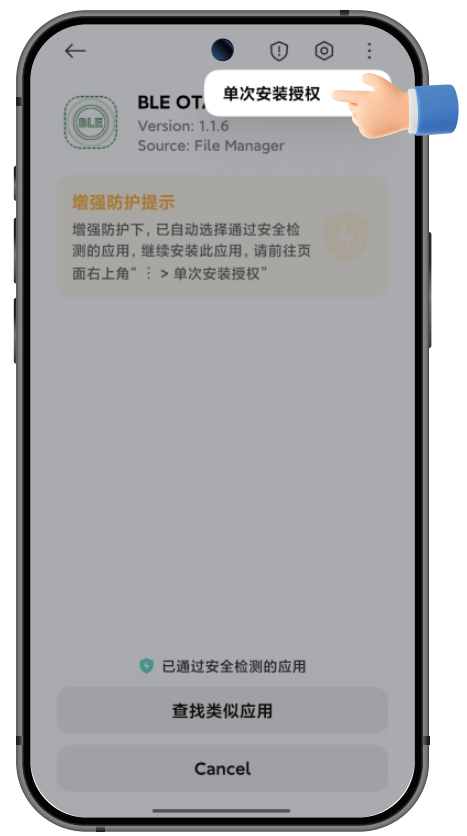 单次安装授权
BLE
BLE OT
Version: 1.1.6
Source: File Manager
增强防护提示
增强防护下，已自动选择通过安全检
测的应用，继续安装此应用，请前往页
面右上角“⋮ > 单次安装授权”
已通过安全检测的应用
查找类似应用
Cancel